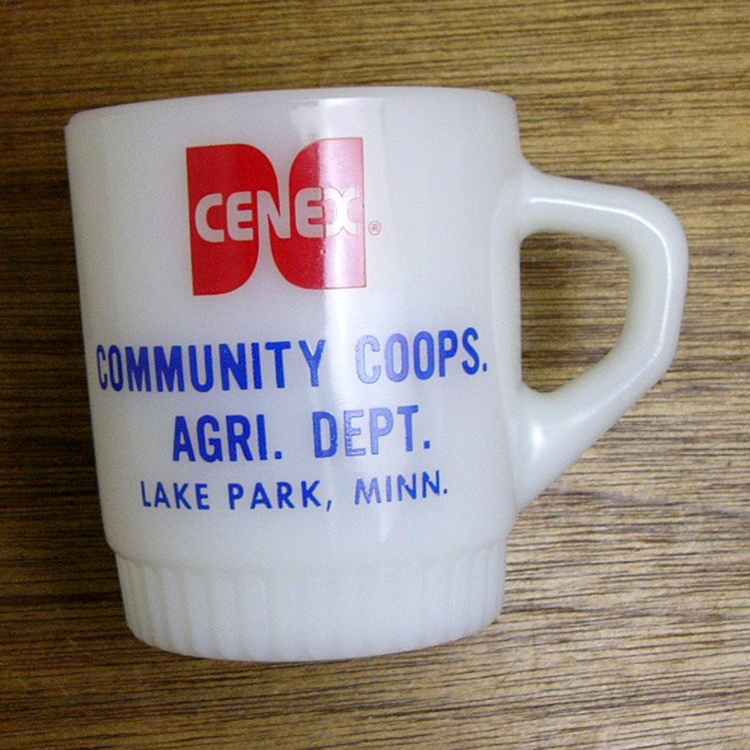 CENEX®
COMMUNITY COOPS.
AGRI. DEPT.
LAKE PARK, MINN.